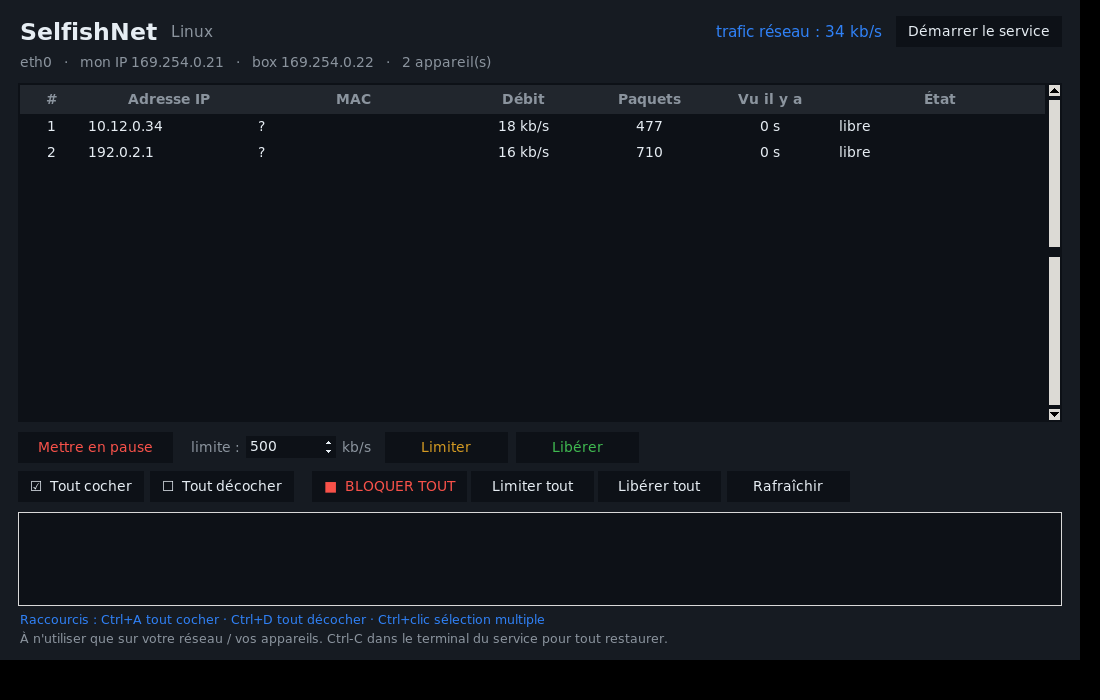 SelfishNet Linux trafic réseau : 34 kb/s Démarrer le service
eth0 · mon IP 169.254.0.21 · box 169.254.0.22 · 2 appareil(s)
# Adresse IP MAC Débit Paquets Vu il y a État
1 10.12.0.34 ? 18 kb/s 477 0 s libre
2 192.0.2.1 ? 16 kb/s 710 0 s libre
Mettre en pause limite : 500 kb/s Limiter Libérer
☑ Tout cocher ☐ Tout décocher ■ BLOQUER TOUT Limiter tout Libérer tout Rafraîchir
Raccourcis : Ctrl+A tout cocher · Ctrl+D tout décocher · Ctrl+clic sélection multiple
À n'utiliser que sur votre réseau / vos appareils. Ctrl-C dans le terminal du service pour tout restaurer.